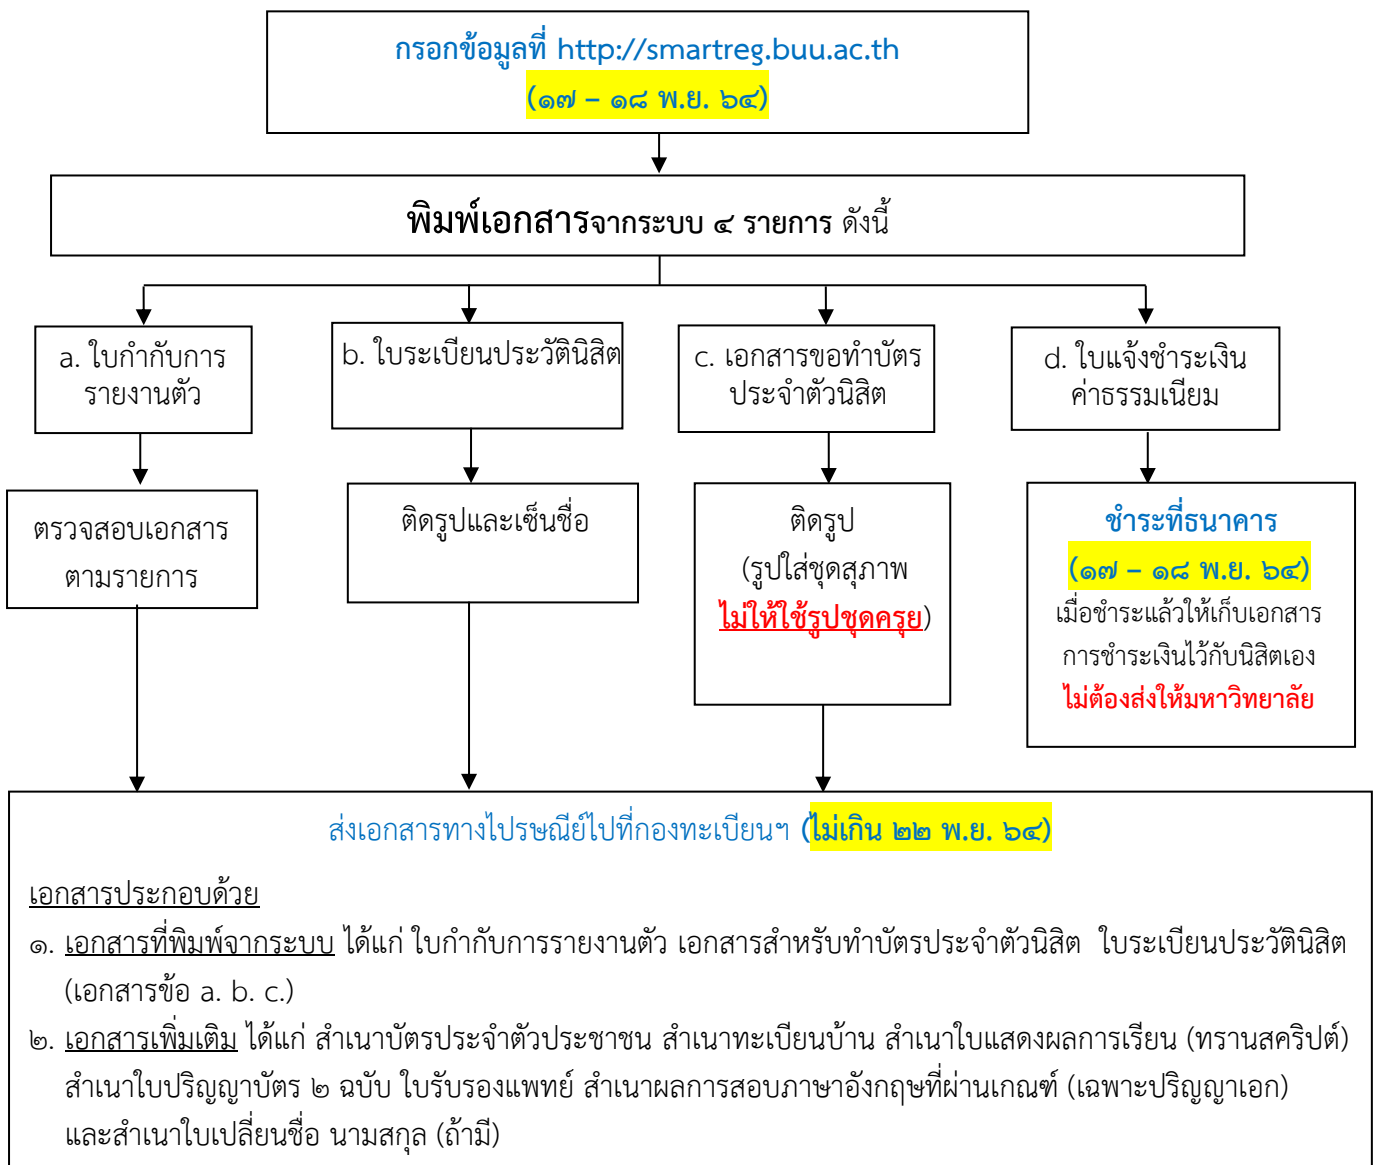 กรอกข้อมูลที่ http://smartreg.buu.ac.th
(๑๗ – ๑๘ พ.ย. ๖๔)
พิมพ์เอกสารจากระบบ ๔ รายการ ดังนี้
a. ใบกำกับการ
รายงานตัว
b. ใบระเบียนประวัตินิสิต
c. เอกสารขอทำบัตร
ประจำตัวนิสิต
d. ใบแจ้งชำระเงิน
ค่าธรรมเนียม
ตรวจสอบเอกสาร
ตามรายการ
ติดรูปและเซ็นชื่อ
ติดรูป
(รูปใส่ชุดสุภาพ
ไม่ให้ใช้รูปชุดครุย)
ชำระที่ธนาคาร
(๑๗ – ๑๘ พ.ย. ๖๔)
เมื่อชำระแล้วให้เก็บเอกสาร
การชำระเงินไว้กับนิสิตเอง
ไม่ต้องส่งให้มหาวิทยาลัย
ส่งเอกสารทางไปรษณีย์ไปที่กองทะเบียนฯ (ไม่เกิน ๒๒ พ.ย. ๖๔)
เอกสารประกอบด้วย
๑. เอกสารที่พิมพ์จากระบบ ได้แก่ ใบกำกับการรายงานตัว เอกสารสำหรับทำบัตรประจำตัวนิสิต ใบระเบียนประวัตินิสิต
(เอกสารข้อ a. b. c.)
๒. เอกสารเพิ่มเติม ได้แก่ สำเนาบัตรประจำตัวประชาชน สำเนาทะเบียนบ้าน สำเนาใบแสดงผลการเรียน (ทรานสคริปต์)
สำเนาใบปริญญาบัตร ๒ ฉบับ ใบรับรองแพทย์ สำเนาผลการสอบภาษาอังกฤษที่ผ่านเกณฑ์ (เฉพาะปริญญาเอก)
และสำเนาใบเปลี่ยนชื่อ นามสกุล (ถ้ามี)